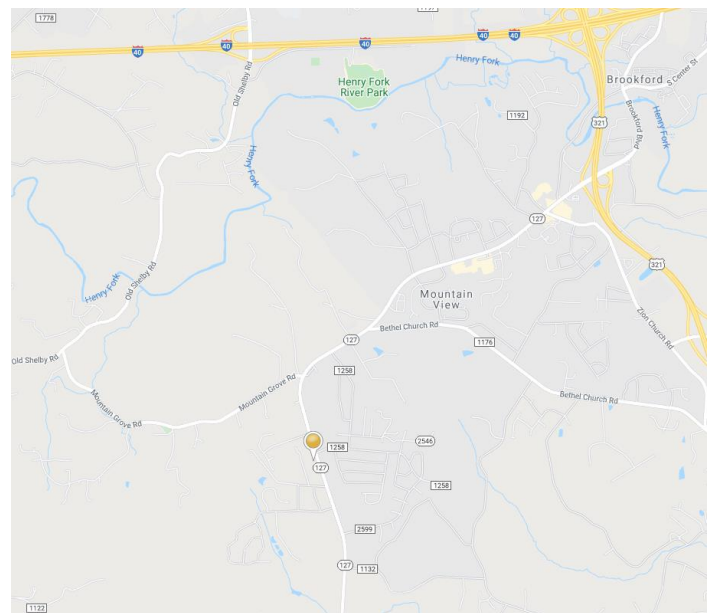 1778
1137
40
40
40
40
40
Old Shelby Rd
Henry Fork
River Park
Henry Fork
Brookford
S Center St
1192
321
Brookford Blvd
Henry Fork
Henry Fork
127
Old Shelby Rd
Henry Fork
321
Mountain
View
Zion Church Rd
Bethel Church Rd
127
1176
Old Shelby Rd
1258
Mountain Grove Rd
Mountain Grove Rd
Bethel Church Rd
2546
1258
127
1258
2599
127
1132
1122